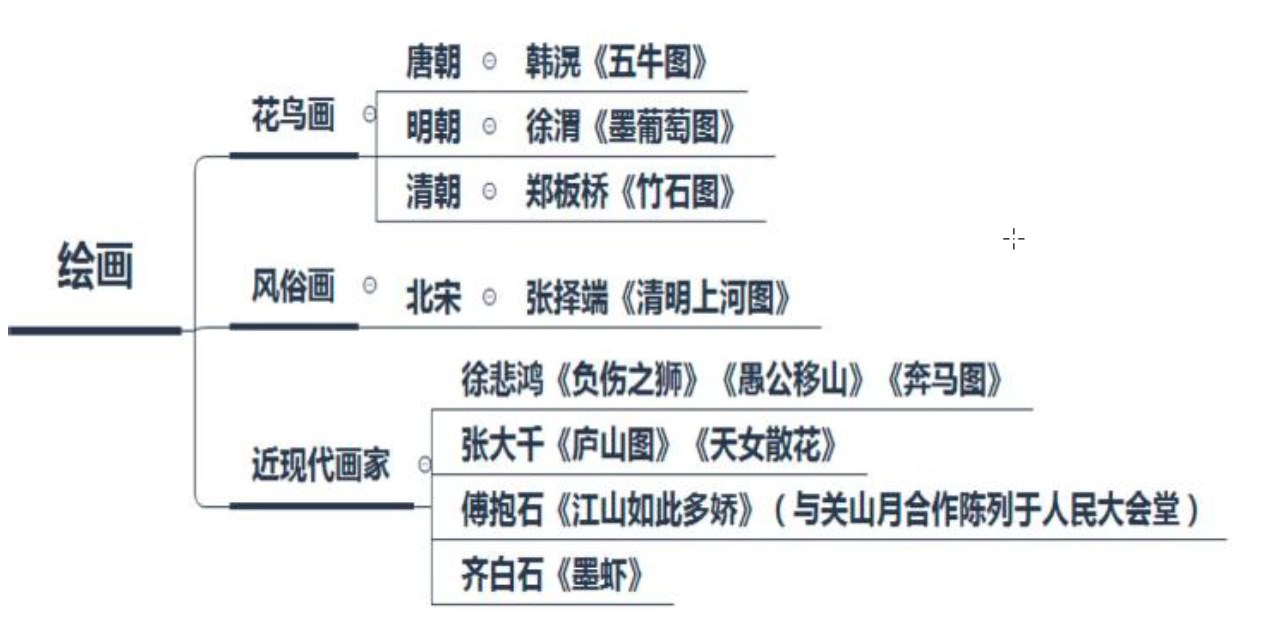 绘画
花鸟画
唐朝 韩滉《五牛图》
明朝 徐渭《墨葡萄图》
清朝 郑板桥《竹石图》
风俗画
北宋 张择端《清明上河图》
近现代画家
徐悲鸿《负伤之狮》《愚公移山》《奔马图》
张大千《庐山图》《天女散花》
傅抱石《江山如此多娇》(与关山月合作陈列于人民大会堂)
齐白石《墨虾》